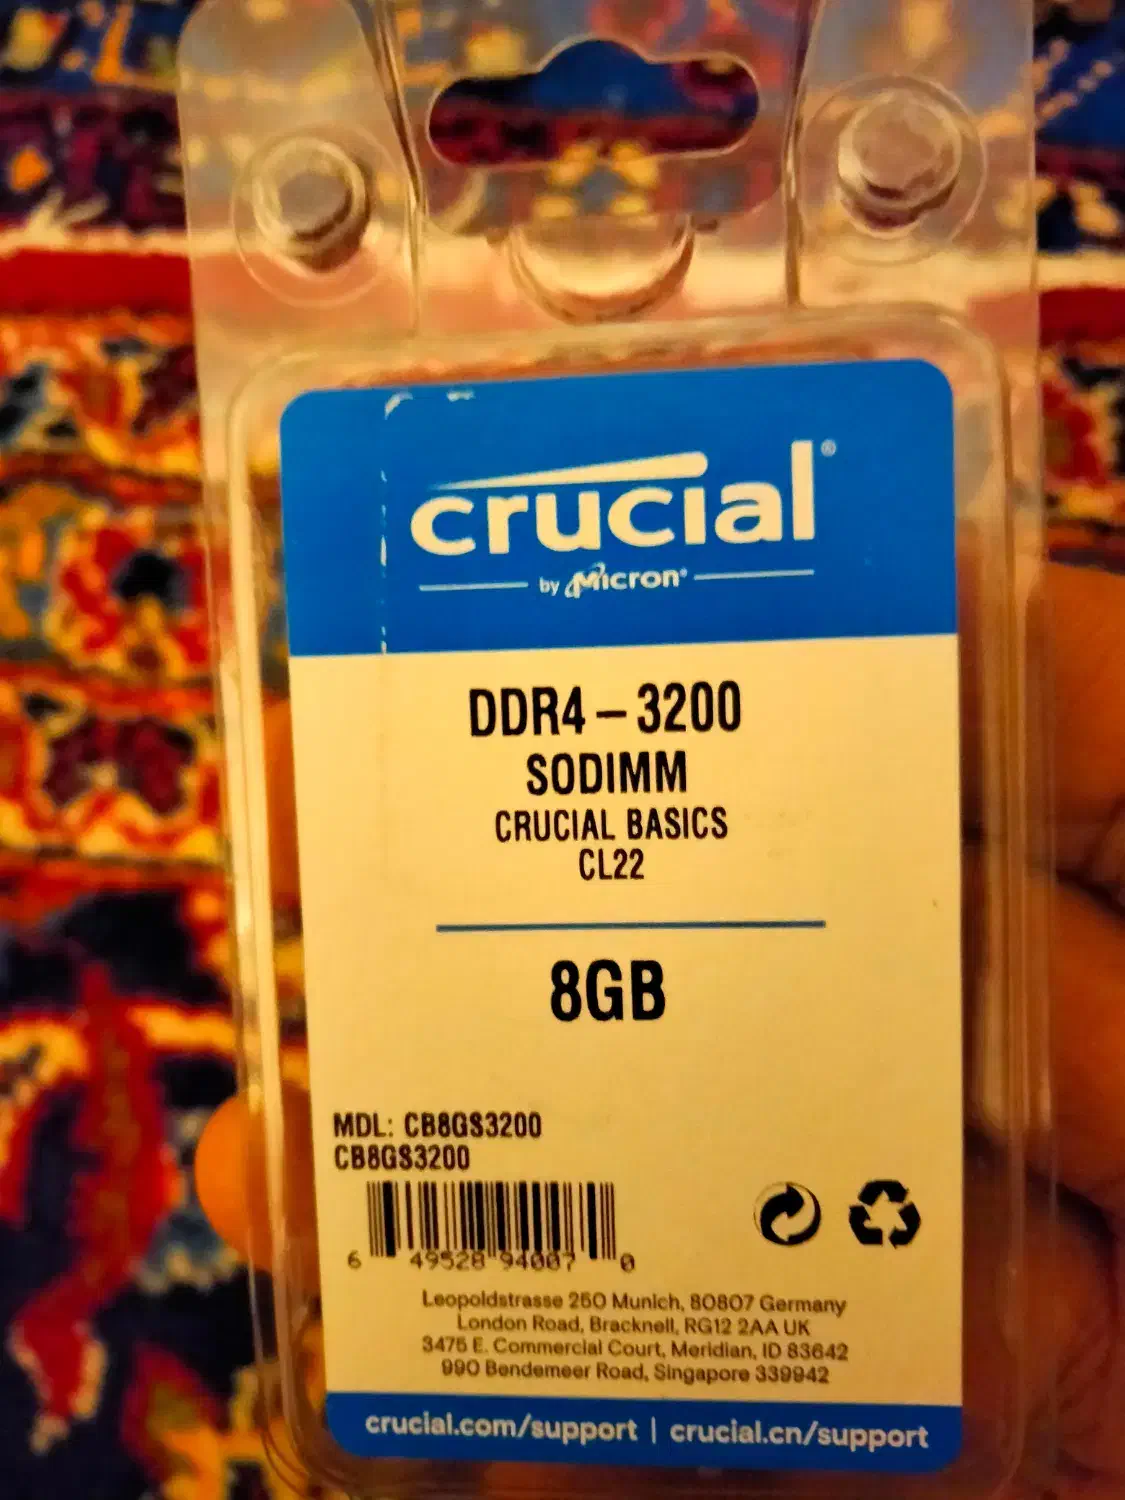 crucial®
by Micron®
DDR4 – 3200
SODIMM
CRUCIAL BASICS
CL22
8GB
MDL: CB8GS3200
CB8GS3200
6 49528 94007 0
Leopoldstrasse 250 Munich, 80807 Germany
London Road, Bracknell, RG12 2AA UK
3475 E. Commercial Court, Meridian, ID 83642
990 Bendemeer Road, Singapore 339942
crucial.com/support | crucial.cn/support